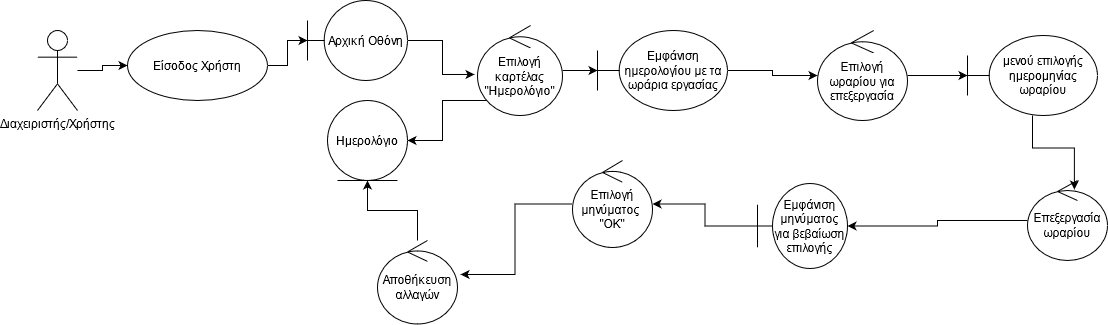 Διαχειριστής/Χρήστης
Είσοδος Χρήστη
Αρχική Οθόνη
Επιλογή
καρτέλας
"Ημερολόγιο"
Εμφάνιση
ημερολογίου με τα
ωράρια εργασίας
Επιλογή
ωραρίου για
επεξεργασία
μενού επιλογής
ημερομηνίας
ωραρίου
Επεξεργασία
ωραρίου
Εμφάνιση
μηνύματος
για βεβαίωση
επιλογής
Επιλογή
μηνύματος
"ΟΚ"
Αποθήκευση
αλλαγών
Ημερολόγιο